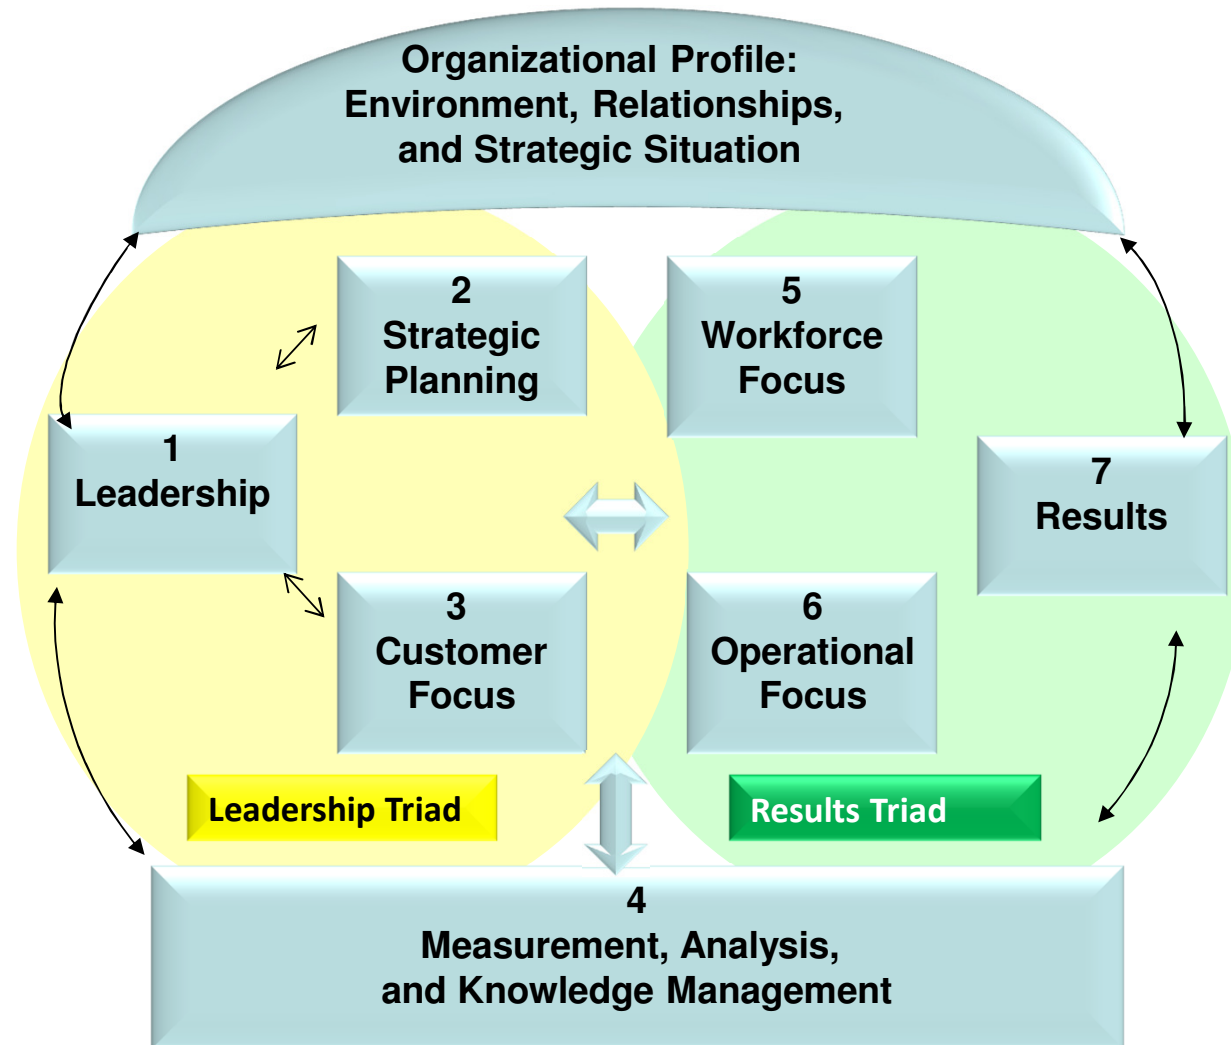 Organizational Profile:
Environment, Relationships,
and Strategic Situation
2
Strategic
Planning
5
Workforce
Focus
1
Leadership
7
Results
3
Customer
Focus
6
Operational
Focus
Leadership Triad
Results Triad
4
Measurement, Analysis,
and Knowledge Management